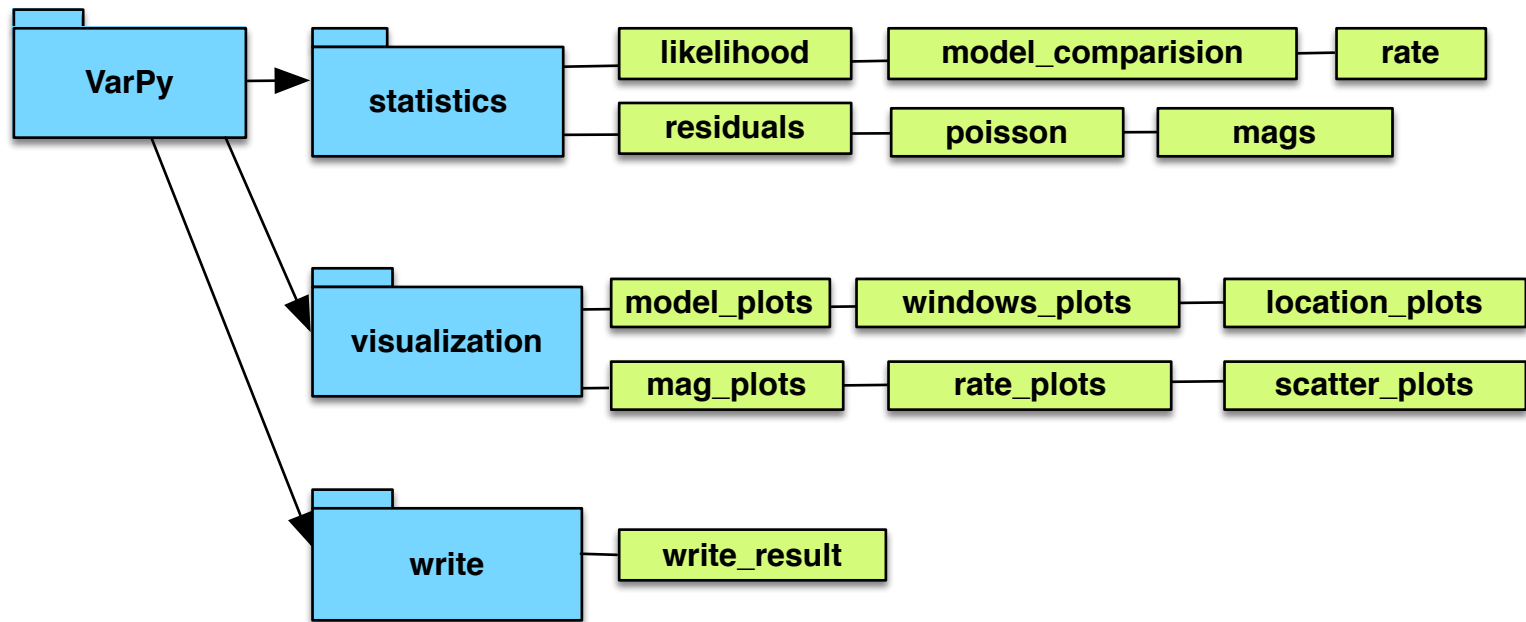 VarPy
statistics
likelihood
model_comparision
rate
residuals
poisson
mags
visualization
model_plots
windows_plots
location_plots
mag_plots
rate_plots
scatter_plots
write
write_result